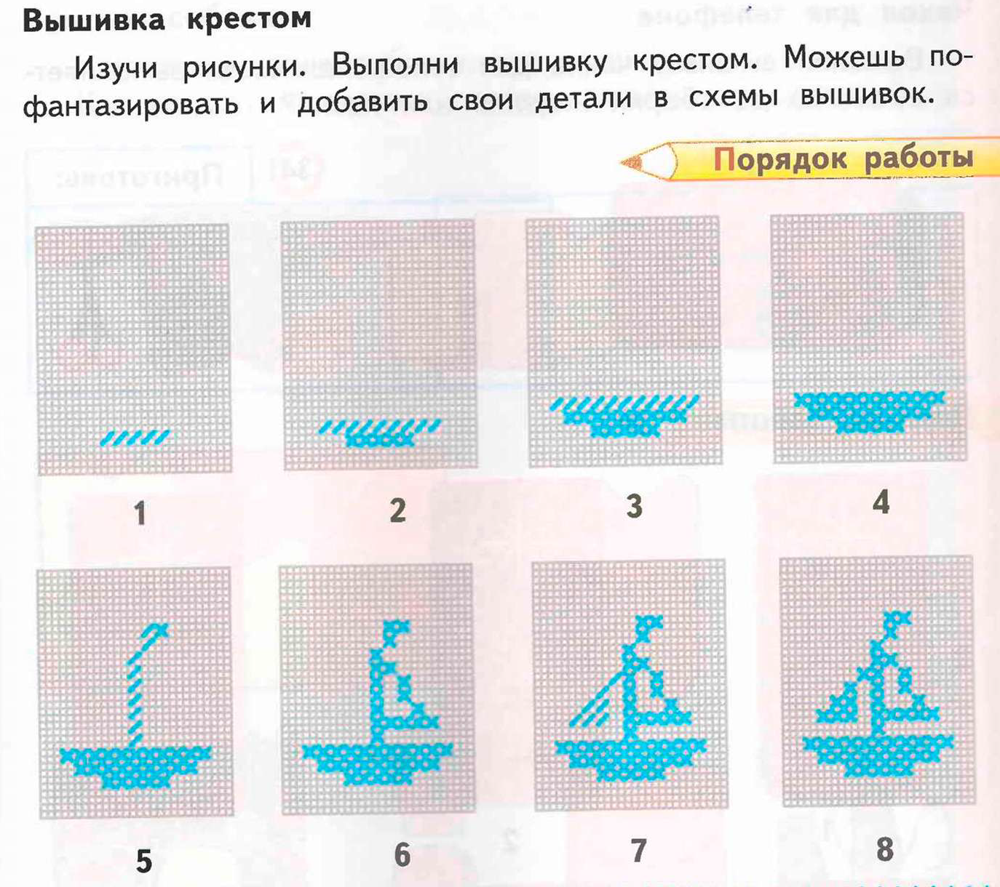 Вышивка крестом
Изучи рисунки. Выполни вышивку крестом. Можешь по-
фантазировать и добавить свои детали в схемы вышивок.
Порядок работы
1
2
3
4
5
6
7
8